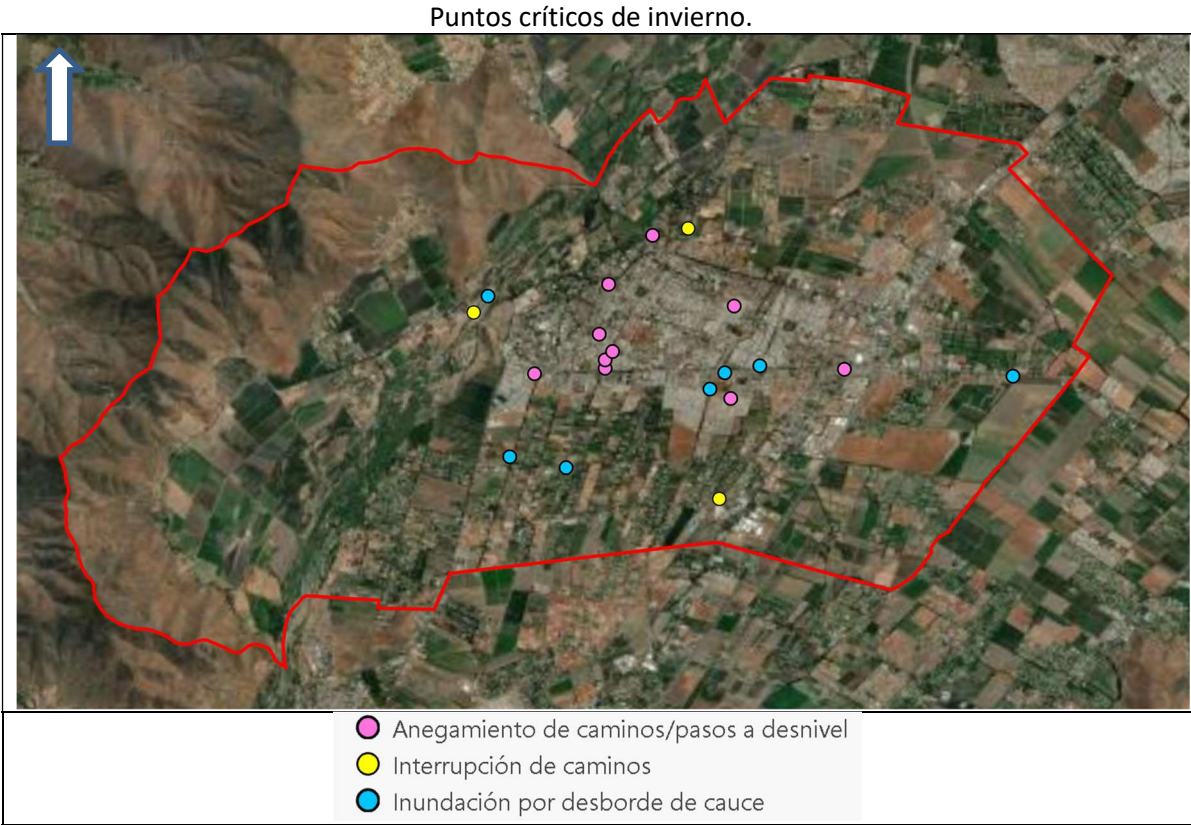 Puntos críticos de invierno.
Anegamiento de caminos/pasos a desnivel
Interrupción de caminos
Inundación por desborde de cauce